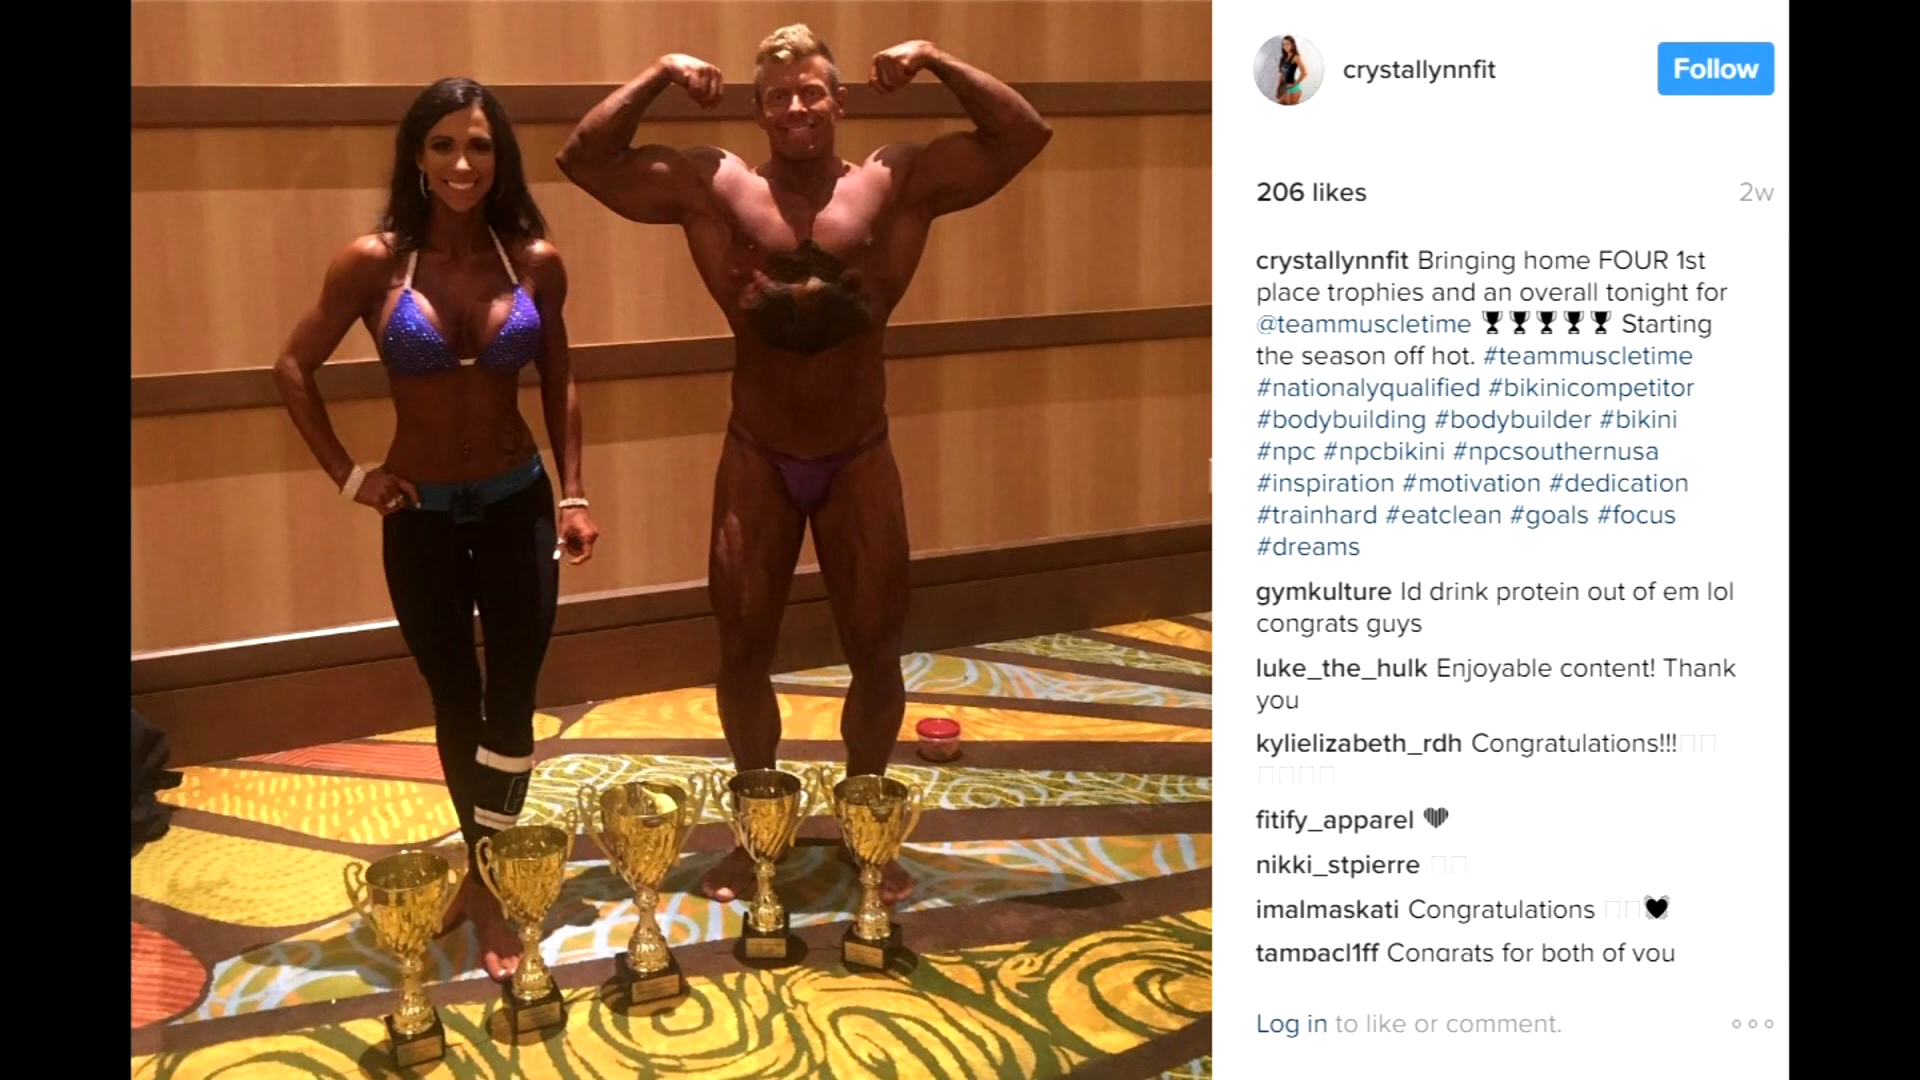 crystallynnfit
Follow
206 likes
2w
crystallynnfit Bringing home FOUR 1st
place trophies and an overall tonight for
@teammuscletime 🏆🏆🏆🏆🏆 Starting
the season off hot. #teammuscletime
#nationalyqualified #bikinicompetitor
#bodybuilding #bodybuilder #bikini
#npc #npcbikini #npcsouthernusa
#inspiration #motivation #dedication
#trainhard #eatclean #goals #focus
#dreams
gymkulture Id drink protein out of em lol
congrats guys
luke_the_hulk Enjoyable content! Thank
you
kylielizabeth_rdh Congratulations!!!
fitify_apparel
nikki_stpierre
imalmaskati Congratulations
tampacl1ff Congrats for both of you
Log in to like or comment.